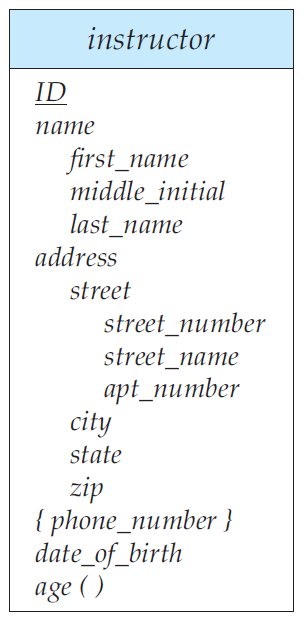 instructor
ID
name
first_name
middle_initial
last_name
address
street
street_number
street_name
apt_number
city
state
zip
{ phone_number }
date_of_birth
age ( )